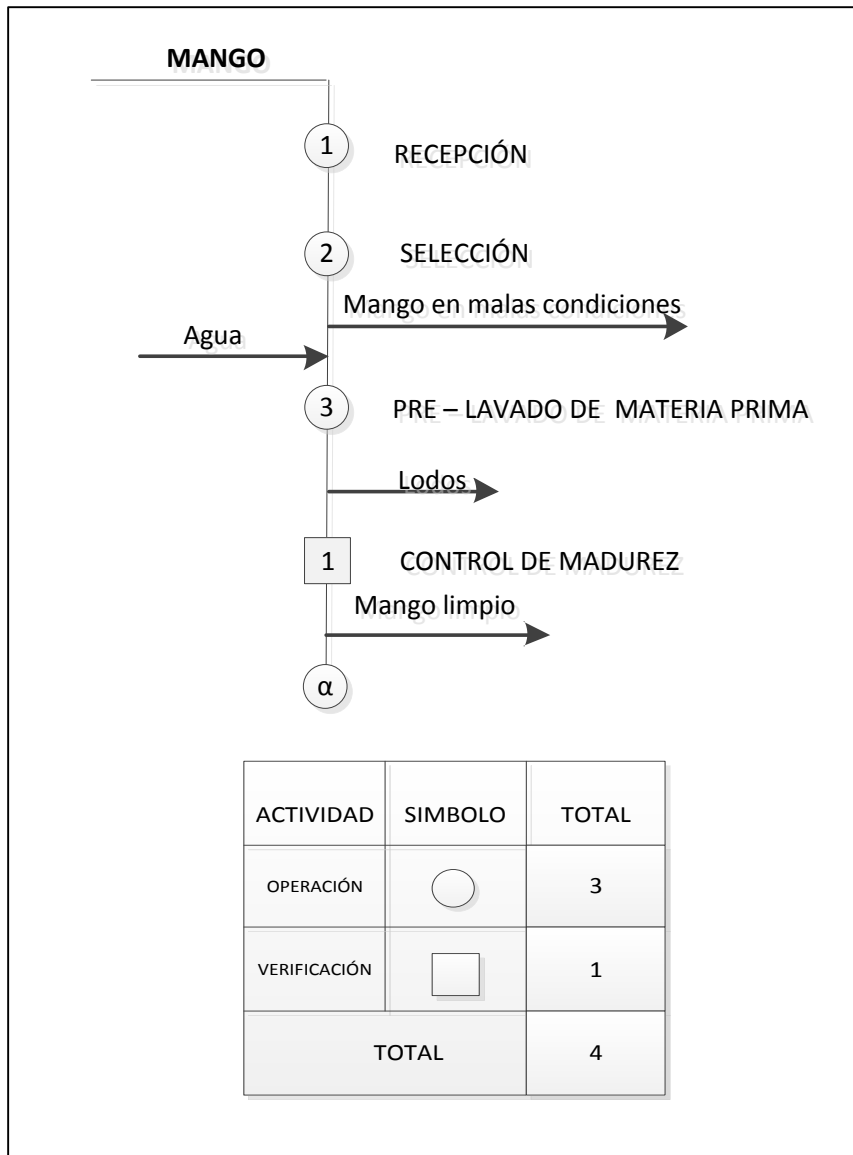 MANGO
1 RECEPCIÓN
2 SELECCIÓN
Mango en malas condiciones
Agua
3 PRE – LAVADO DE MATERIA PRIMA
Lodos
1 CONTROL DE MADUREZ
Mango limpio
α
ACTIVIDAD SIMBOLO TOTAL
OPERACIÓN 3
VERIFICACIÓN 1
TOTAL 4